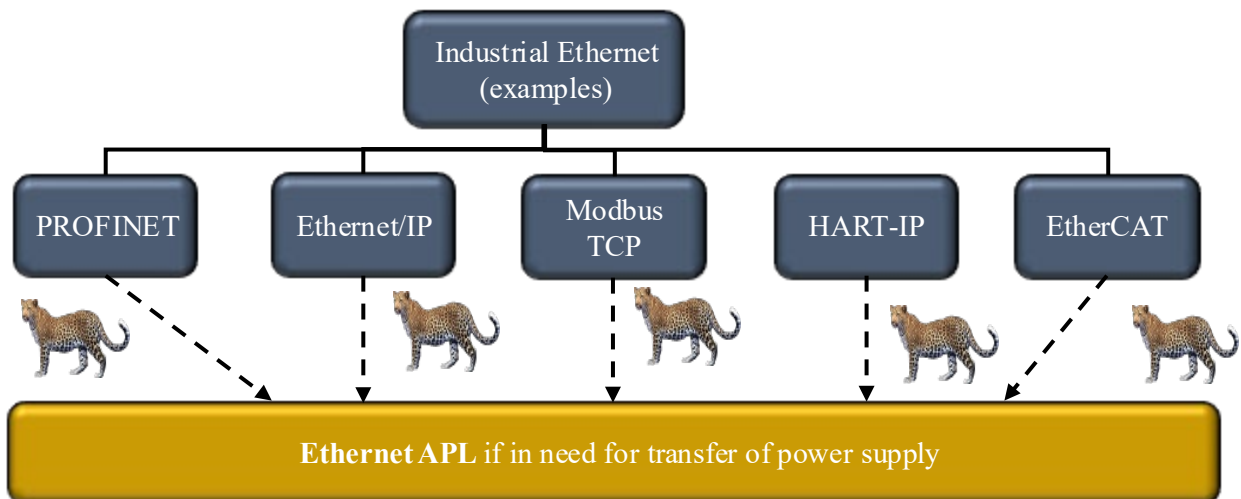 Industrial Ethernet
(examples)
PROFINET
Ethernet/IP
Modbus
TCP
HART-IP
EtherCAT
Ethernet APL if in need for transfer of power supply